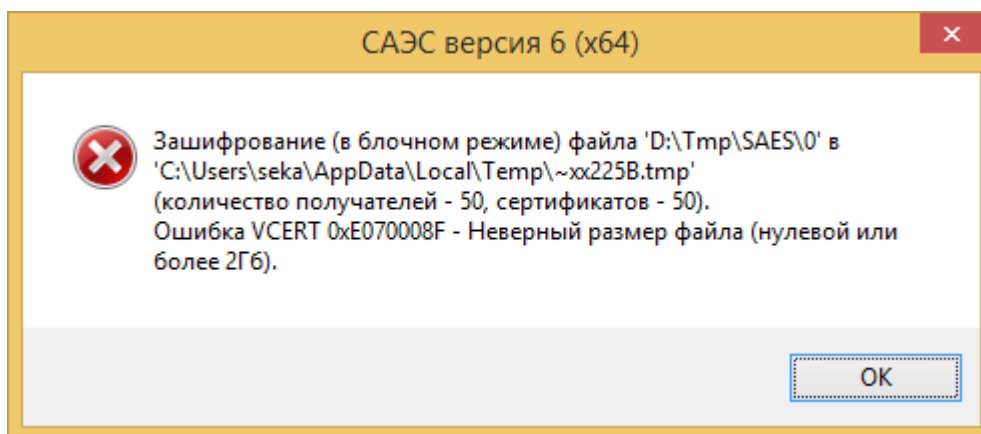 САЭС версия 6 (x64)
Зашифрование (в блочном режиме) файла 'D:\Tmp\SAES\0' в
'C:\Users\seka\AppData\Local\Temp\~xx225B.tmp'
(количество получателей - 50, сертификатов - 50).
Ошибка VCERT 0xE070008F - Неверный размер файла (нулевой или
более 2Гб).
OK